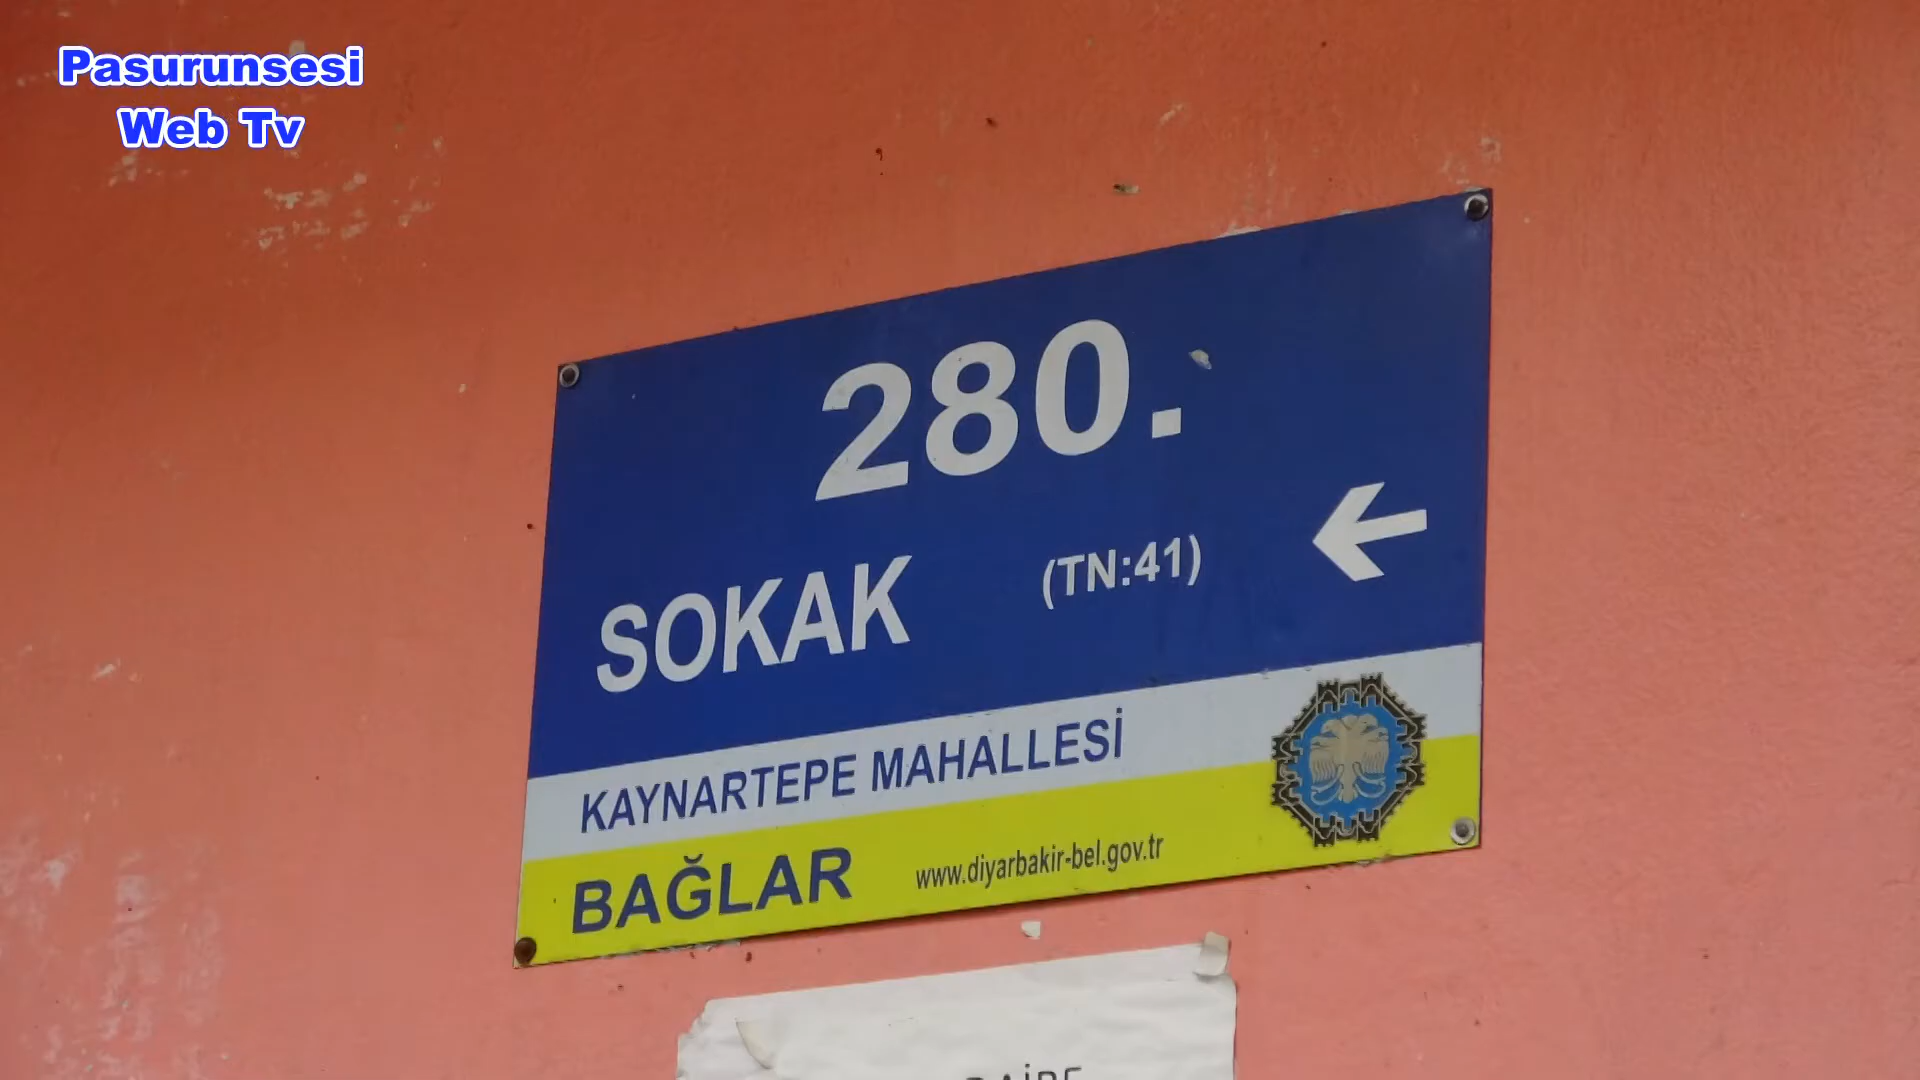 Pasurunsesi
Web Tv
280.
SOKAK (TN:41)
KAYNARTEPE MAHALLESİ
BAĞLAR www.diyarbakir-bel.gov.tr